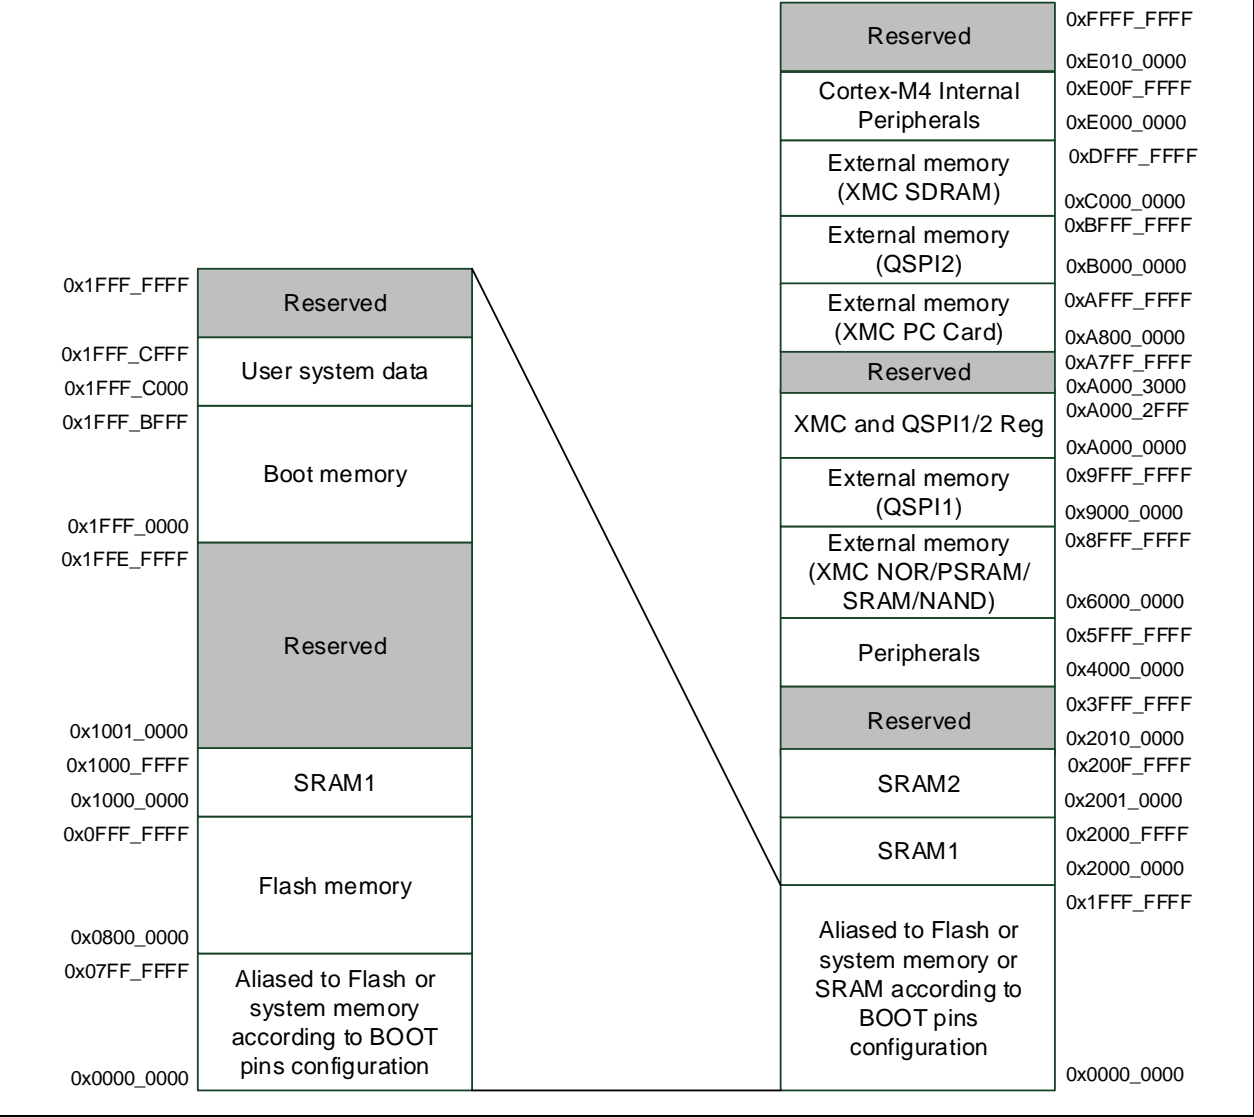 0x1FFF_FFFF
Reserved
0x1FFF_CFFF
User system data
0x1FFF_C000
0x1FFF_BFFF
Boot memory
0x1FFF_0000
0x1FFE_FFFF
Reserved
0x1001_0000
0x1000_FFFF
SRAM1
0x1000_0000
0x0FFF_FFFF
Flash memory
0x0800_0000
0x07FF_FFFF
Aliased to Flash or
system memory
according to BOOT
pins configuration
0x0000_0000
0xFFFF_FFFF
Reserved
0xE010_0000
0xE00F_FFFF
Cortex-M4 Internal
Peripherals
0xE000_0000
0xDFFF_FFFF
External memory
(XMC SDRAM)
0xC000_0000
0xBFFF_FFFF
External memory
(QSPI2)
0xB000_0000
0xAFFF_FFFF
External memory
(XMC PC Card)
0xA800_0000
0xA7FF_FFFF
Reserved
0xA000_3000
0xA000_2FFF
XMC and QSPI1/2 Reg
0xA000_0000
0x9FFF_FFFF
External memory
(QSPI1)
0x9000_0000
0x8FFF_FFFF
External memory
(XMC NOR/PSRAM/
SRAM/NAND)
0x6000_0000
0x5FFF_FFFF
Peripherals
0x4000_0000
0x3FFF_FFFF
Reserved
0x2010_0000
0x200F_FFFF
SRAM2
0x2001_0000
0x2000_FFFF
SRAM1
0x2000_0000
0x1FFF_FFFF
Aliased to Flash or
system memory or
SRAM according to
BOOT pins
configuration
0x0000_0000